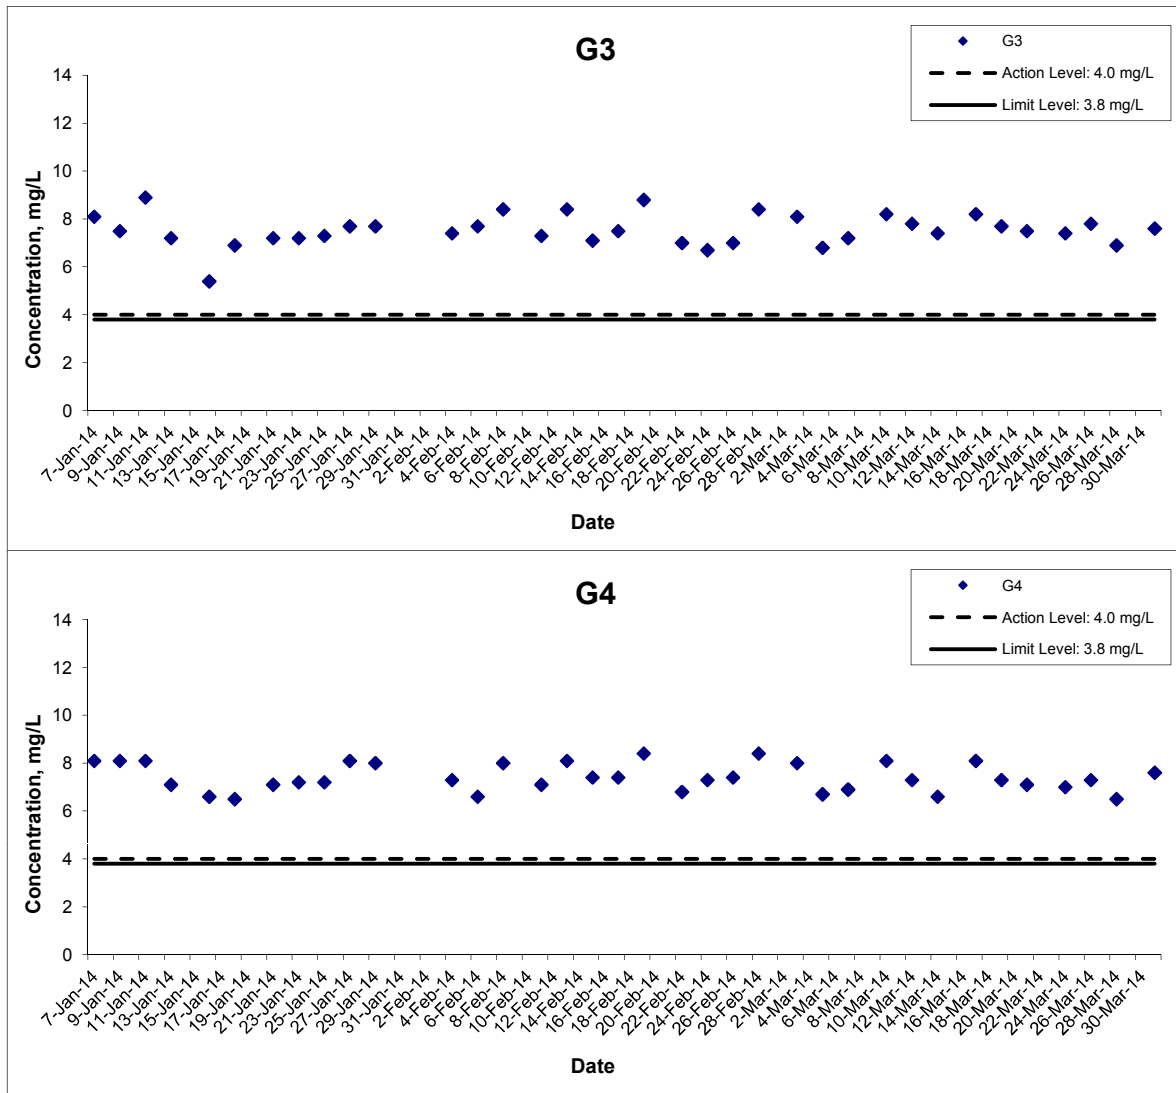 G3
G3
Action Level: 4.0 mg/L
Limit Level: 3.8 mg/L
Concentration, mg/L
14
12
10
8
6
4
2
0
7-Jan-14
9-Jan-14
11-Jan-14
13-Jan-14
15-Jan-14
17-Jan-14
19-Jan-14
21-Jan-14
23-Jan-14
25-Jan-14
27-Jan-14
29-Jan-14
31-Jan-14
2-Feb-14
4-Feb-14
6-Feb-14
8-Feb-14
10-Feb-14
12-Feb-14
14-Feb-14
16-Feb-14
18-Feb-14
20-Feb-14
22-Feb-14
24-Feb-14
26-Feb-14
28-Feb-14
2-Mar-14
4-Mar-14
6-Mar-14
8-Mar-14
10-Mar-14
12-Mar-14
14-Mar-14
16-Mar-14
18-Mar-14
20-Mar-14
22-Mar-14
24-Mar-14
26-Mar-14
28-Mar-14
30-Mar-14
Date
G4
G4
Action Level: 4.0 mg/L
Limit Level: 3.8 mg/L
Concentration, mg/L
14
12
10
8
6
4
2
0
7-Jan-14
9-Jan-14
11-Jan-14
13-Jan-14
15-Jan-14
17-Jan-14
19-Jan-14
21-Jan-14
23-Jan-14
25-Jan-14
27-Jan-14
29-Jan-14
31-Jan-14
2-Feb-14
4-Feb-14
6-Feb-14
8-Feb-14
10-Feb-14
12-Feb-14
14-Feb-14
16-Feb-14
18-Feb-14
20-Feb-14
22-Feb-14
24-Feb-14
26-Feb-14
28-Feb-14
2-Mar-14
4-Mar-14
6-Mar-14
8-Mar-14
10-Mar-14
12-Mar-14
14-Mar-14
16-Mar-14
18-Mar-14
20-Mar-14
22-Mar-14
24-Mar-14
26-Mar-14
28-Mar-14
30-Mar-14
Date